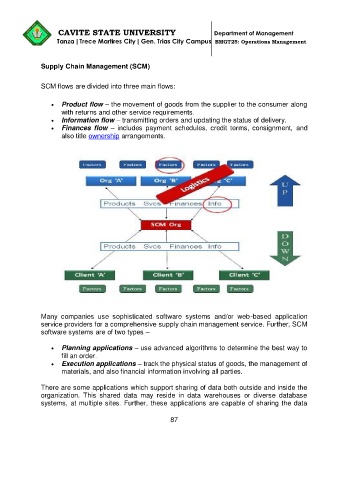 CAVITE STATE UNIVERSITY Department of Management
Tanza | Trece Martires City | Gen. Trias City Campus BMGT25: Operations Management
Supply Chain Management (SCM)
SCM flows are divided into three main flows:
• Product flow – the movement of goods from the supplier to the consumer along
with returns and other service requirements.
• Information flow – transmitting orders and updating the status of delivery.
• Finances flow – includes payment schedules, credit terms, consignment, and
also title ownership arrangements.
Factors Factors Factors Factors Factors
Org 'A' Org 'B' 'C'
Logistics
UP
Products Svcs Finances Info
SCM Org
Products Svcs Finances Info
DOWN
Client 'A' Client 'B' Client 'C'
Factors Factors Factors Factors Factors
Many companies use sophisticated software systems and/or web-based application
service providers for a comprehensive supply chain management service. Further, SCM
software systems are of two types –
• Planning applications – use advanced algorithms to determine the best way to
fill an order.
• Execution applications – track the physical status of goods, the management of
materials, and also financial information involving all parties.
There are some applications which support sharing of data both outside and inside the
organization. This shared data may reside in data warehouses or diverse database
systems, at multiple sites. Further, these applications are capable of sharing the data
87